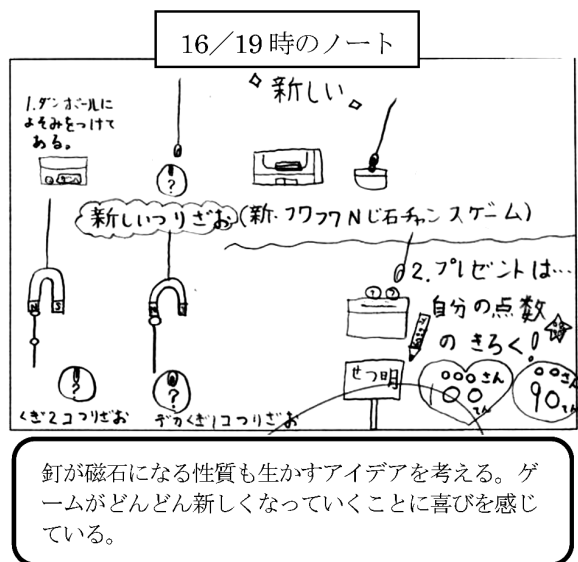 16／19時のノート
新しい
1.ダンボールに
よそみをつけて
ある。
?
新しいつりざお(新・フワフワNじ石チャンスゲーム)
N S
N S
1 2
2.プレゼントは…
自分の点数
のきろく!
せつ明
○○○さん
100
てん
○○さん
90てん
?
?
くぎ2コつりざお
デカくぎ1コつりざお
釘が磁石になる性質も生かすアイデアを考える。ゲ
ームがどんどん新しくなっていくことに喜びを感じ
ている。